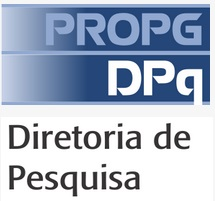 PROPG
DPq
Diretoria de
Pesquisa